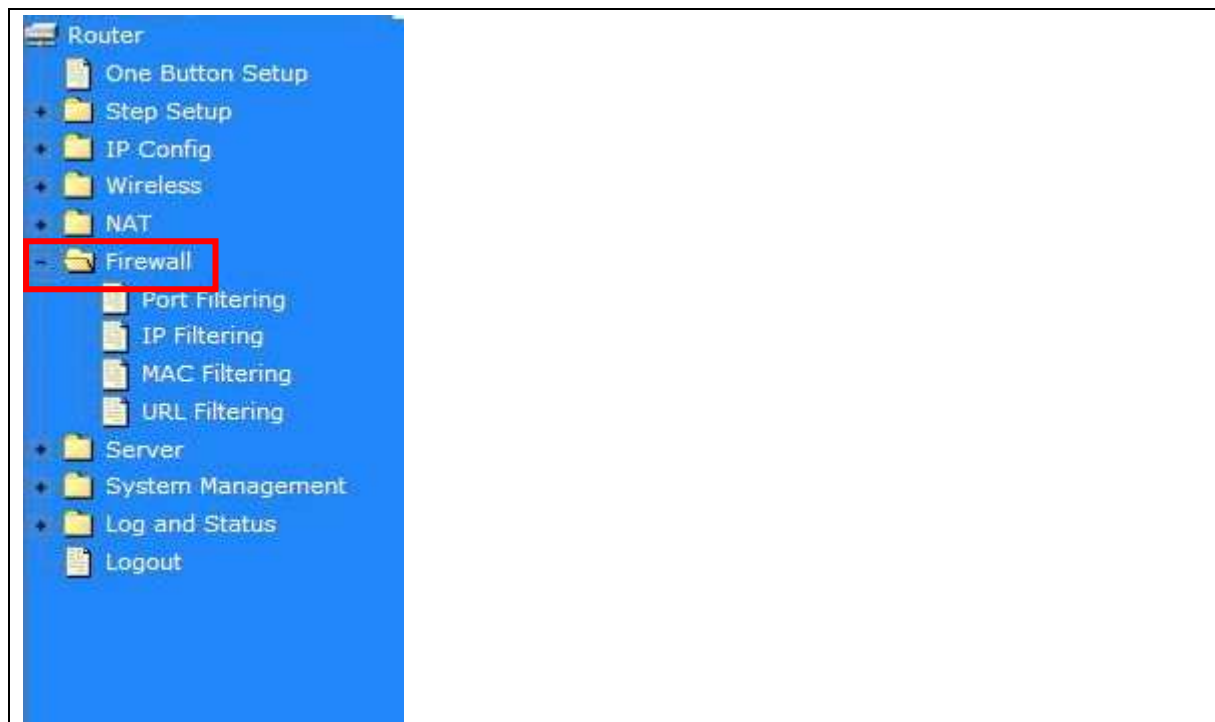 Router
One Button Setup
Step Setup
IP Config
Wireless
NAT
Firewall
Port Filtering
IP Filtering
MAC Filtering
URL Filtering
Server
System Management
Log and Status
Logout